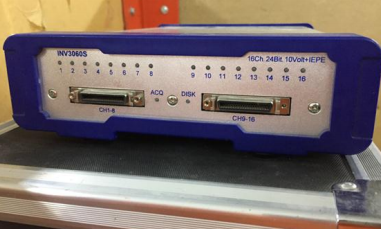 INV3060S
16Ch.24Bit.10Volt+IEPE
1 2 3 4 5 6 7 8
9 10 11 12 13 14 15 16
ACQ DISK
CH1-8
CH9-16